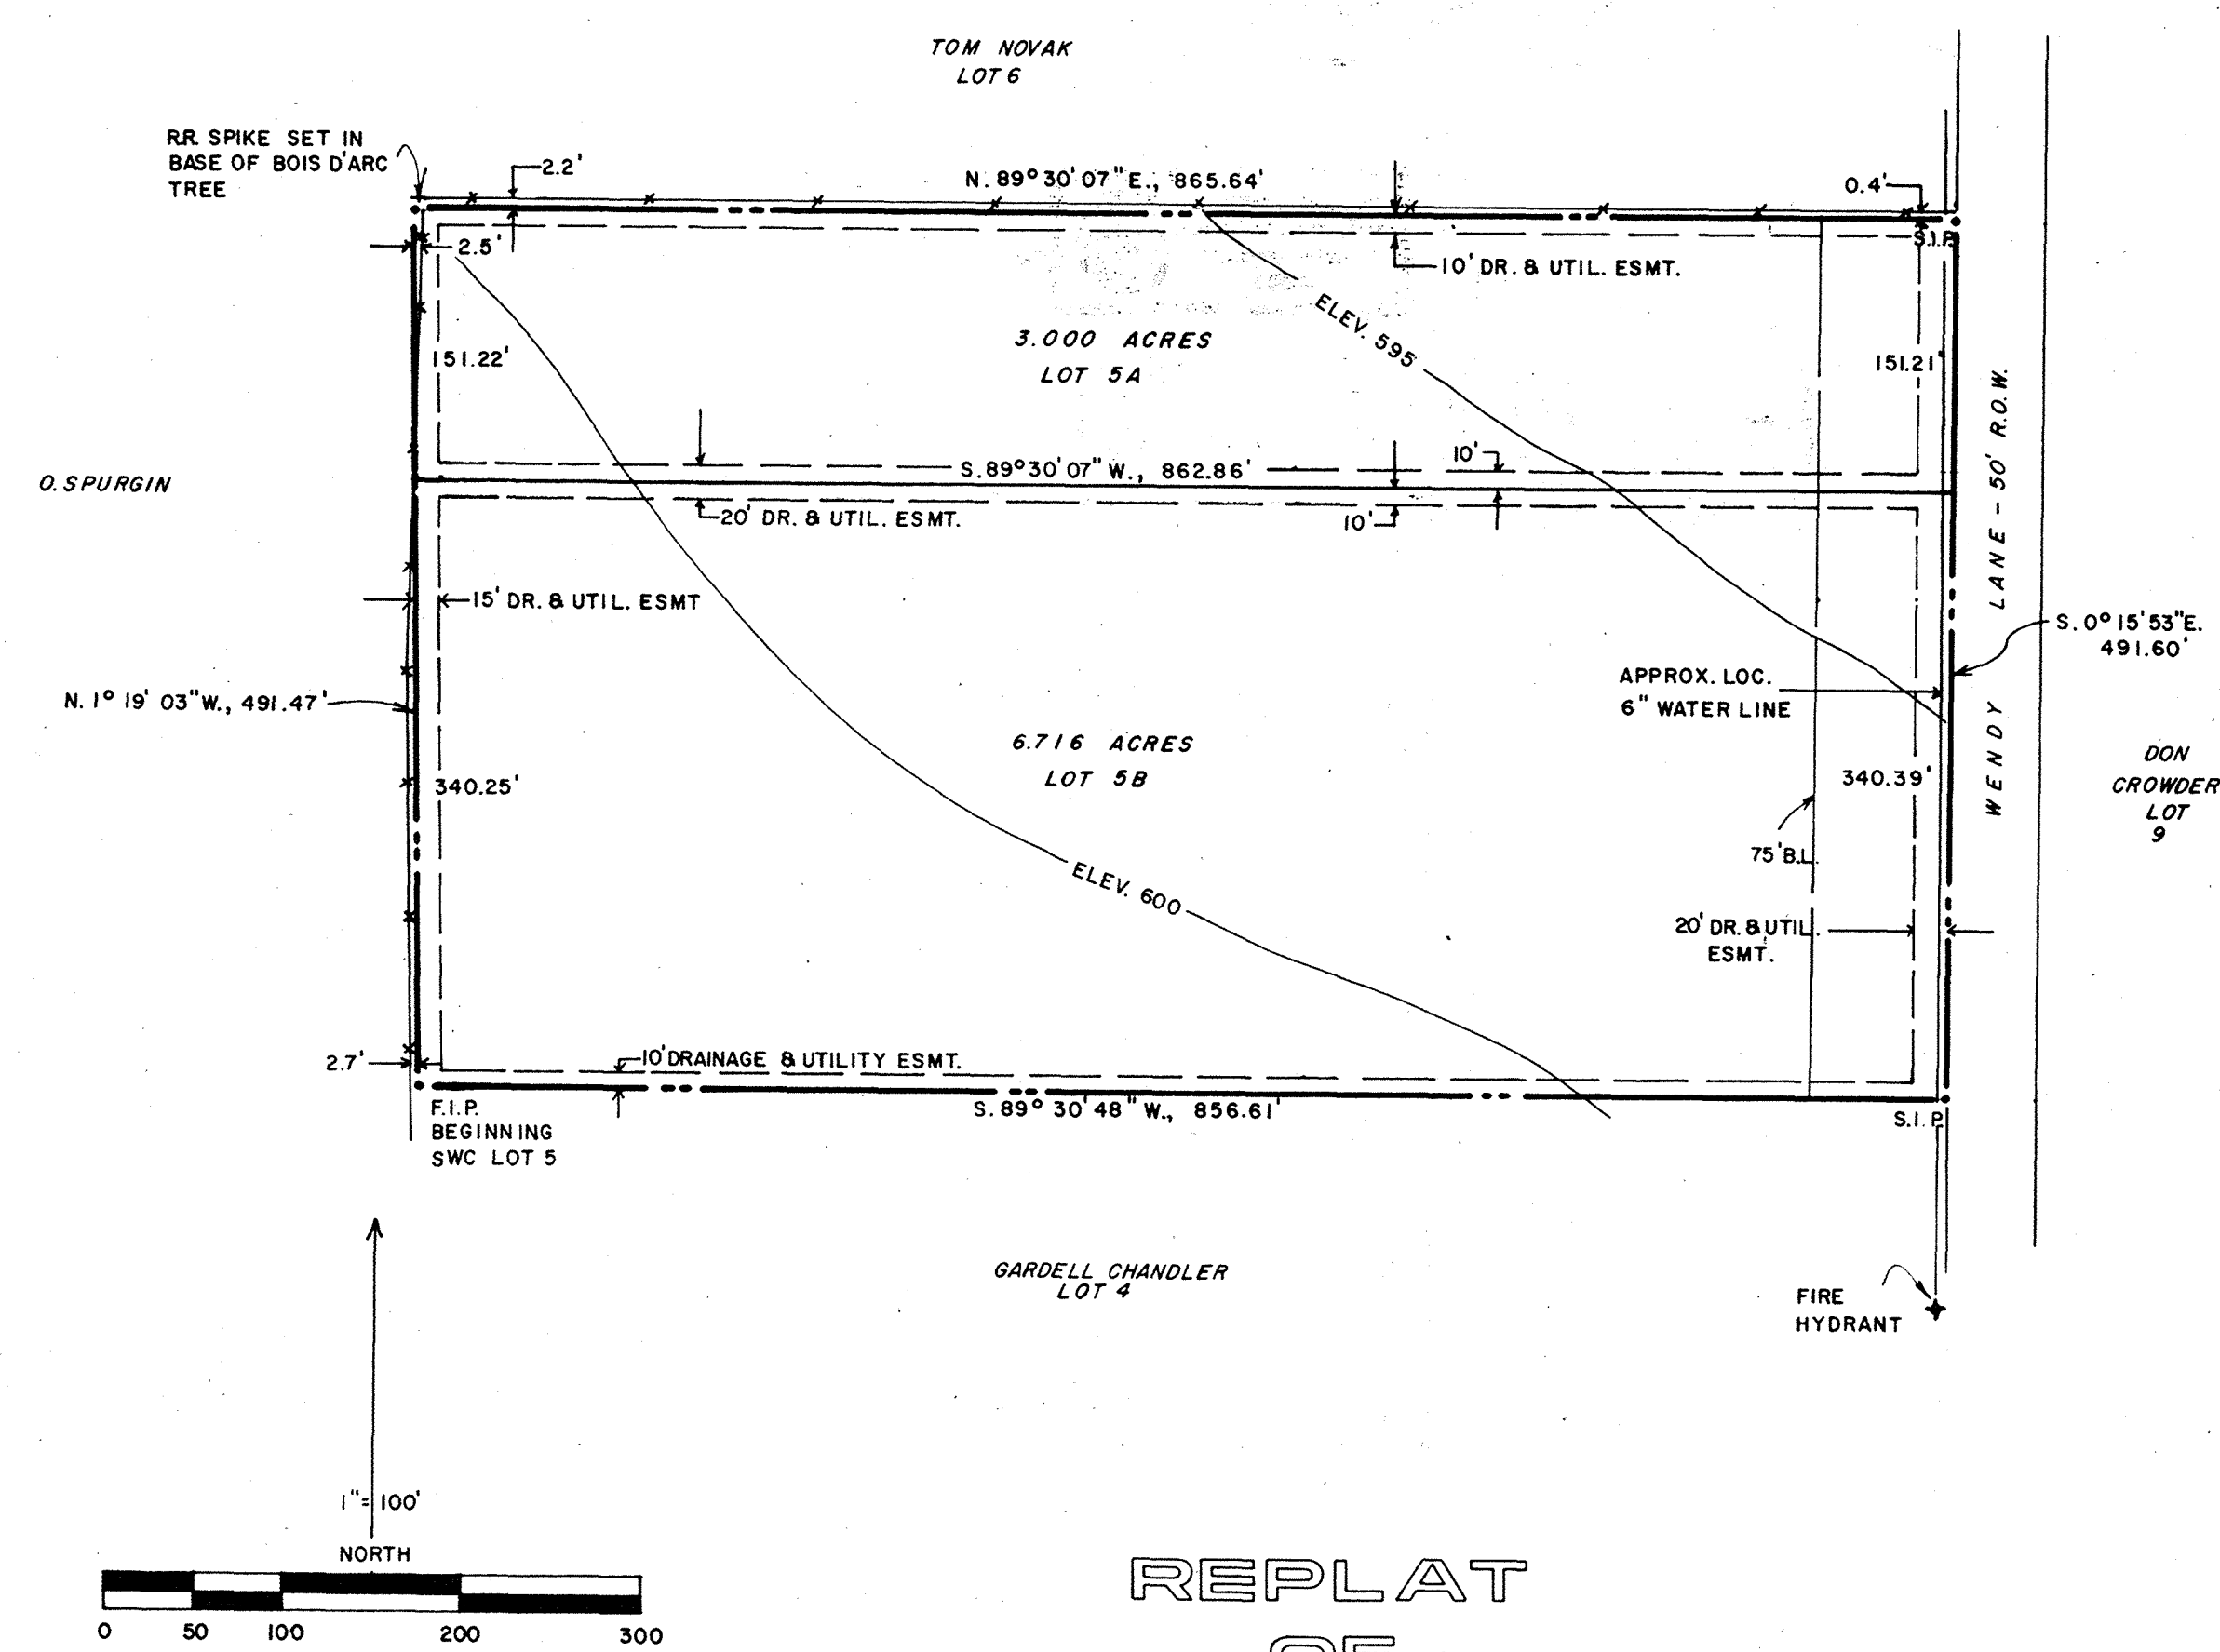 TOM NOVAK
LOT 6
R.R. SPIKE SET IN
BASE OF BOIS D'ARC
TREE
2.2'
N. 89° 30' 07" E., 865.64'
0.4'
S.I.P.
2.5'
10' DR. & UTIL. ESMT.
ELEV. 595
3.000 ACRES
LOT 5A
151.22'
151.21'
WENDY LANE - 50' R.O.W.
O. SPURGIN
S. 89° 30' 07" W., 862.86'
10'
20' DR. & UTIL. ESMT.
10'
15' DR. & UTIL. ESMT
S. 0° 15' 53" E.
491.60'
N. 1° 19' 03" W., 491.47'
APPROX. LOC.
6" WATER LINE
6.716 ACRES
LOT 5B
340.25'
340.39'
DON
CROWDER
LOT
9
75' B.L.
ELEV. 600
20' DR. & UTIL.
ESMT.
2.7'
10' DRAINAGE & UTILITY ESMT.
F.I.P.
BEGINNING
SWC LOT 5
S. 89° 30' 48" W., 856.61'
S.I.P.
GARDELL CHANDLER
LOT 4
FIRE
HYDRANT
1" = 100'
NORTH
0 50 100 200 300
REPLAT
OF